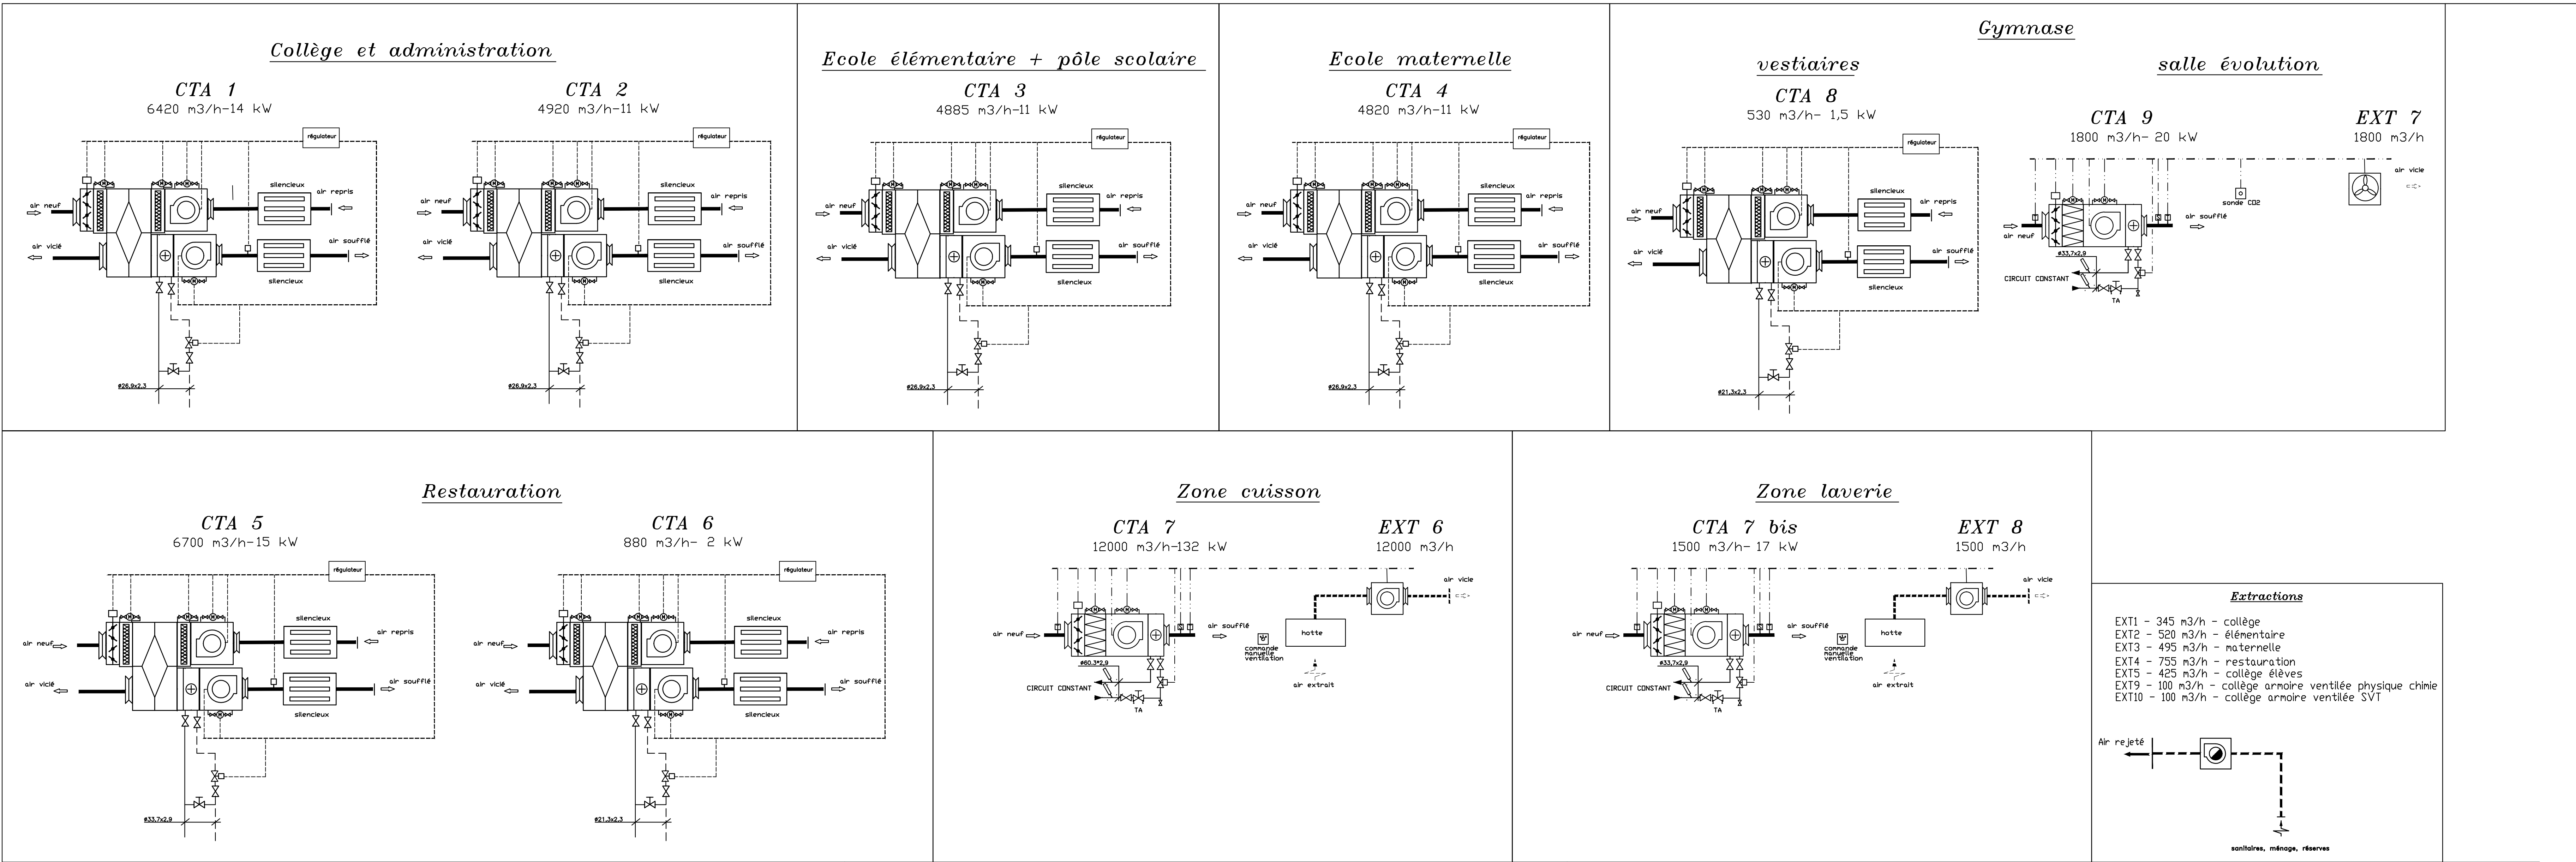 Collège et administration
CTA 1
6420 m3/h-14 kW
régulateur
silencieux
air neuf
air repris
air vicié
air soufflé
silencieux
ø26,9x2,3
CTA 2
4920 m3/h-11 kW
régulateur
silencieux
air neuf
air repris
air vicié
air soufflé
silencieux
ø26,9x2,3
Ecole élémentaire + pôle scolaire
CTA 3
4885 m3/h-11 kW
régulateur
silencieux
air neuf
air repris
air vicié
air soufflé
silencieux
ø26,9x2,3
Ecole maternelle
CTA 4
4820 m3/h-11 kW
régulateur
silencieux
air neuf
air repris
air vicié
air soufflé
silencieux
ø26,9x2,3
Gymnase
vestiaires
CTA 8
530 m3/h- 1,5 kW
régulateur
silencieux
air neuf
air repris
air vicié
air soufflé
silencieux
ø21,3x2,3
salle évolution
CTA 9
1800 m3/h- 20 kW
sonde CO2
air soufflé
air neuf
ø33,7x2,9
CIRCUIT CONSTANT
TA
EXT 7
1800 m3/h
air vicie
Restauration
CTA 5
6700 m3/h-15 kW
régulateur
silencieux
air neuf
air repris
air vicié
air soufflé
silencieux
ø33,7x2,9
CTA 6
880 m3/h- 2 kW
régulateur
silencieux
air neuf
air repris
air vicié
air soufflé
silencieux
ø21,3x2,3
Zone cuisson
CTA 7
12000 m3/h-132 kW
air neuf
air soufflé
commande
manuelle
ventilation
ø60,3*2,9
CIRCUIT CONSTANT
TA
EXT 6
12000 m3/h
air vicie
hotte
air extrait
Zone laverie
CTA 7 bis
1500 m3/h- 17 kW
air neuf
air soufflé
commande
manuelle
ventilation
ø33,7x2,9
CIRCUIT CONSTANT
TA
EXT 8
1500 m3/h
air vicie
hotte
air extrait
Extractions
EXT1 - 345 m3/h - collège
EXT2 - 520 m3/h - élémentaire
EXT3 - 495 m3/h - maternelle
EXT4 - 755 m3/h - restauration
EXT5 - 425 m3/h - collège élèves
EXT9 - 100 m3/h - collège armoire ventilée physique chimie
EXT10 - 100 m3/h - collège armoire ventilée SVT
Air rejeté
sanitaires, ménage, réserves